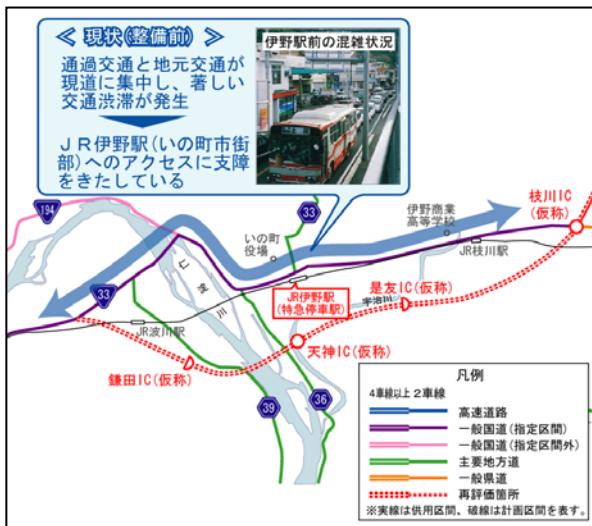 ≪ 現状(整備前) ≫
通過交通と地元交通が
現道に集中し、著しい
交通渋滞が発生
ＪＲ伊野駅(いの町市街
部)へのアクセスに支障
をきたしている
伊野駅前の混雑状況
194
33
いの町
役場
伊野商業
高等学校
枝川IC
(仮称)
JR枝川駅
仁淀川
33
JR伊野駅
(特急停車駅)
宇治川
是友IC(仮称)
JR波川駅
天神IC(仮称)
鎌田IC(仮称)
39
36
凡例
4車線以上 2車線
高速道路
一般国道(指定区間)
一般国道(指定区間外)
主要地方道
一般県道
再評価箇所
※実線は供用区間、破線は計画区間を表す。